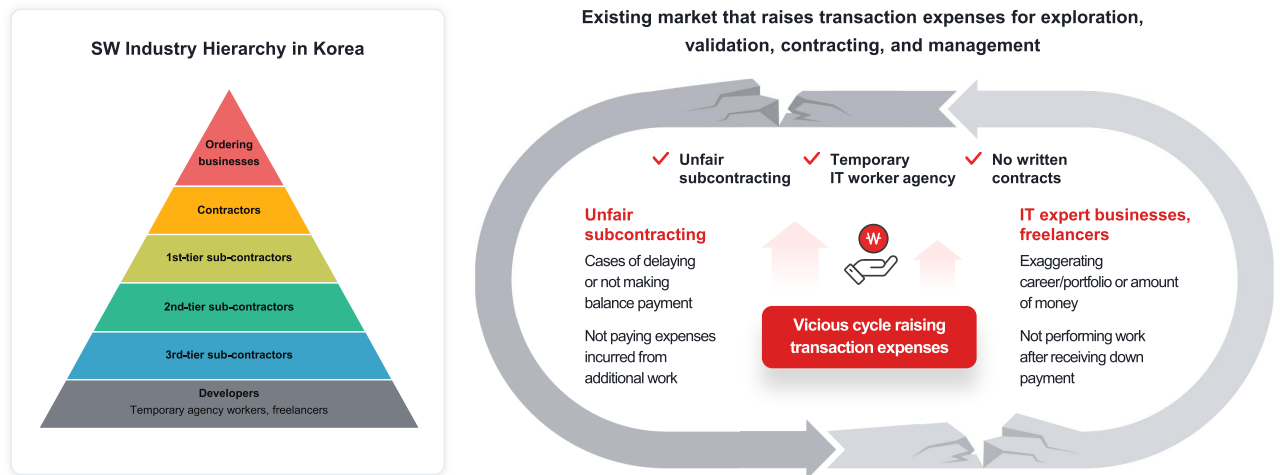 SW Industry Hierarchy in Korea
Ordering
businesses
Contractors
1st-tier sub-contractors
2nd-tier sub-contractors
3rd-tier sub-contractors
Developers
Temporary agency workers, freelancers
Existing market that raises transaction expenses for exploration,
validation, contracting, and management
Unfair
subcontracting
Temporary
IT worker agency
No written
contracts
Unfair
subcontracting
Cases of delaying
or not making
balance payment
Not paying expenses
incurred from
additional work
₩
Vicious cycle raising
transaction expenses
IT expert businesses,
freelancers
Exaggerating
career/portfolio or amount
of money
Not performing work
after receiving down
payment